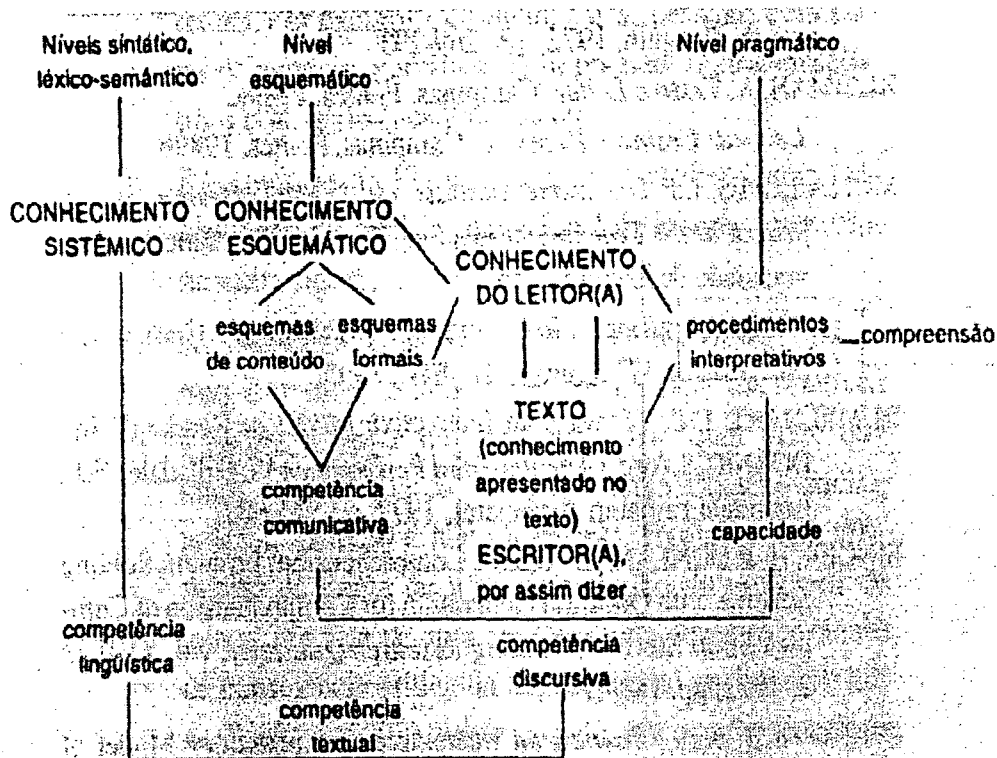 Níveis sintático,
léxico-semântico
Nível
esquemático
Nível pragmático
CONHECIMENTO
SISTÊMICO
CONHECIMENTO
ESQUEMÁTICO
CONHECIMENTO
DO LEITOR(A)
esquemas
de conteúdo
esquemas
formais
procedimentos
interpretativos
compreensão
TEXTO
(conhecimento
apresentado no
texto)
ESCRITOR(A),
por assim dizer
competência
comunicativa
capacidade
competência
lingüística
competência
discursiva
competência
textual